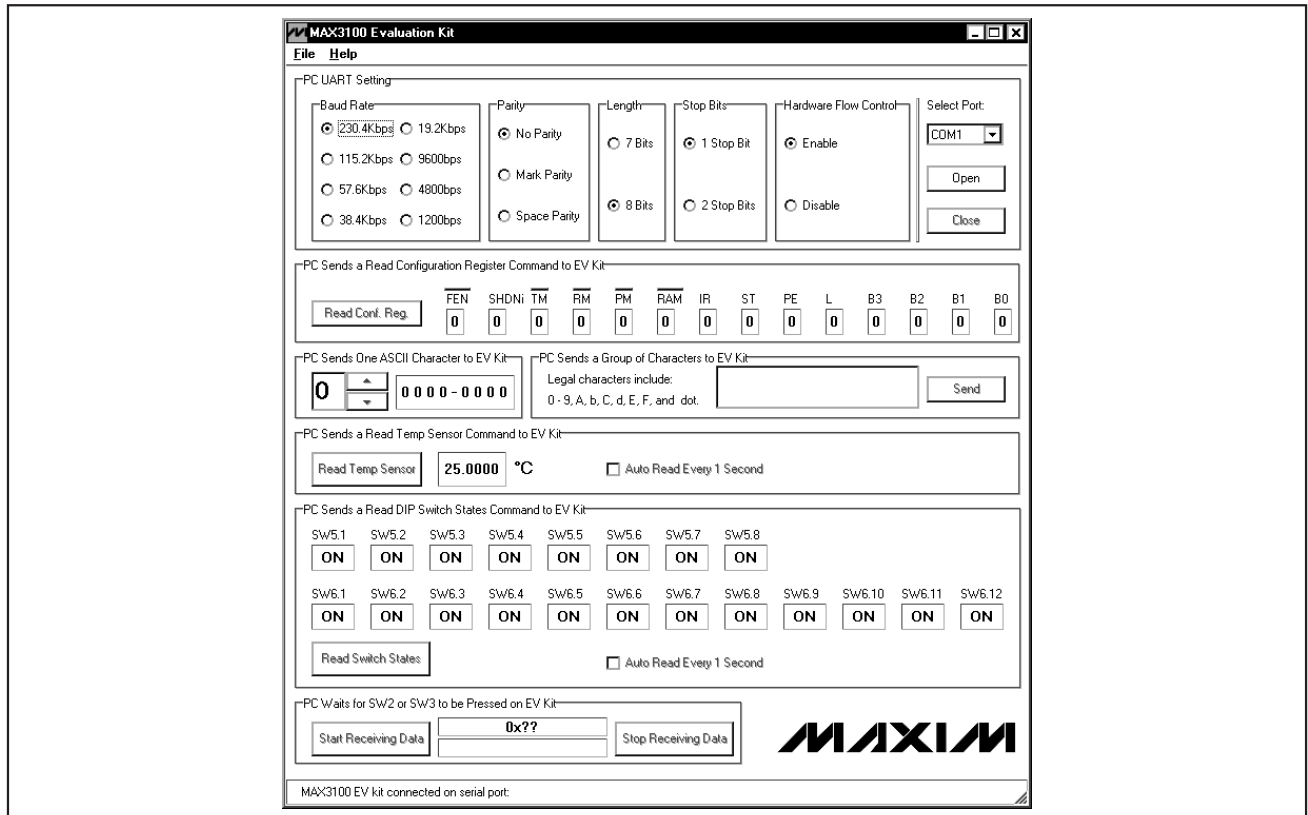 MAX3100 Evaluation Kit
File Help
PC UART Setting
Baud Rate Parity Length Stop Bits Hardware Flow Control Select Port:
230.4Kbps 19.2Kbps No Parity 7 Bits 1 Stop Bit Enable COM1
115.2Kbps 9600bps Mark Parity Open
57.6Kbps 4800bps 8 Bits 2 Stop Bits Disable
38.4Kbps 1200bps Space Parity Close
PC Sends a Read Configuration Register Command to EV Kit
FEN SHDNi TM RM PM RAM IR ST PE L B3 B2 B1 B0
Read Conf. Reg. 0 0 0 0 0 0 0 0 0 0 0 0 0 0
PC Sends One ASCII Character to EV Kit
0 0 0 0 0 - 0 0 0 0
PC Sends a Group of Characters to EV Kit
Legal characters include:
0 - 9, A, b, C, d, E, F, and dot.
Send
PC Sends a Read Temp Sensor Command to EV Kit
Read Temp Sensor 25.0000 °C Auto Read Every 1 Second
PC Sends a Read DIP Switch States Command to EV Kit
SW5.1 SW5.2 SW5.3 SW5.4 SW5.5 SW5.6 SW5.7 SW5.8
ON ON ON ON ON ON ON ON
SW6.1 SW6.2 SW6.3 SW6.4 SW6.5 SW6.6 SW6.7 SW6.8 SW6.9 SW6.10 SW6.11 SW6.12
ON ON ON ON ON ON ON ON ON ON ON ON
Read Switch States Auto Read Every 1 Second
PC Waits for SW2 or SW3 to be Pressed on EV Kit
Start Receiving Data 0x?? Stop Receiving Data
MAXIM
MAX3100 EV kit connected on serial port: